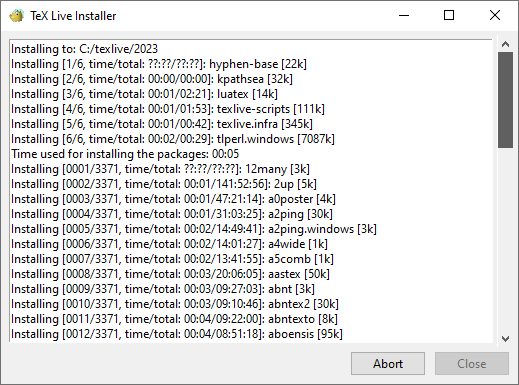 TeX Live Installer
Installing to: C:/texlive/2023
Installing [1/6, time/total: ??:??/??:??]: hyphen-base [22k]
Installing [2/6, time/total: 00:00/00:00]: kpathsea [32k]
Installing [3/6, time/total: 00:01/02:21]: luatex [14k]
Installing [4/6, time/total: 00:01/01:53]: texlive-scripts [111k]
Installing [5/6, time/total: 00:01/00:42]: texlive.infra [345k]
Installing [6/6, time/total: 00:02/00:29]: tlperl.windows [7087k]
Time used for installing the packages: 00:05
Installing [0001/3371, time/total: ??:??/??:??]: 12many [3k]
Installing [0002/3371, time/total: 00:01/141:52:56]: 2up [5k]
Installing [0003/3371, time/total: 00:01/47:21:14]: a0poster [4k]
Installing [0004/3371, time/total: 00:01/31:03:25]: a2ping [30k]
Installing [0005/3371, time/total: 00:02/14:49:41]: a2ping.windows [3k]
Installing [0006/3371, time/total: 00:02/14:01:27]: a4wide [1k]
Installing [0007/3371, time/total: 00:02/13:41:55]: a5comb [1k]
Installing [0008/3371, time/total: 00:03/20:06:05]: aastex [50k]
Installing [0009/3371, time/total: 00:03/09:27:03]: abnt [3k]
Installing [0010/3371, time/total: 00:03/09:10:46]: abntex2 [30k]
Installing [0011/3371, time/total: 00:04/09:22:00]: abntexto [8k]
Installing [0012/3371, time/total: 00:04/08:51:18]: aboensis [95k]
Abort
Close